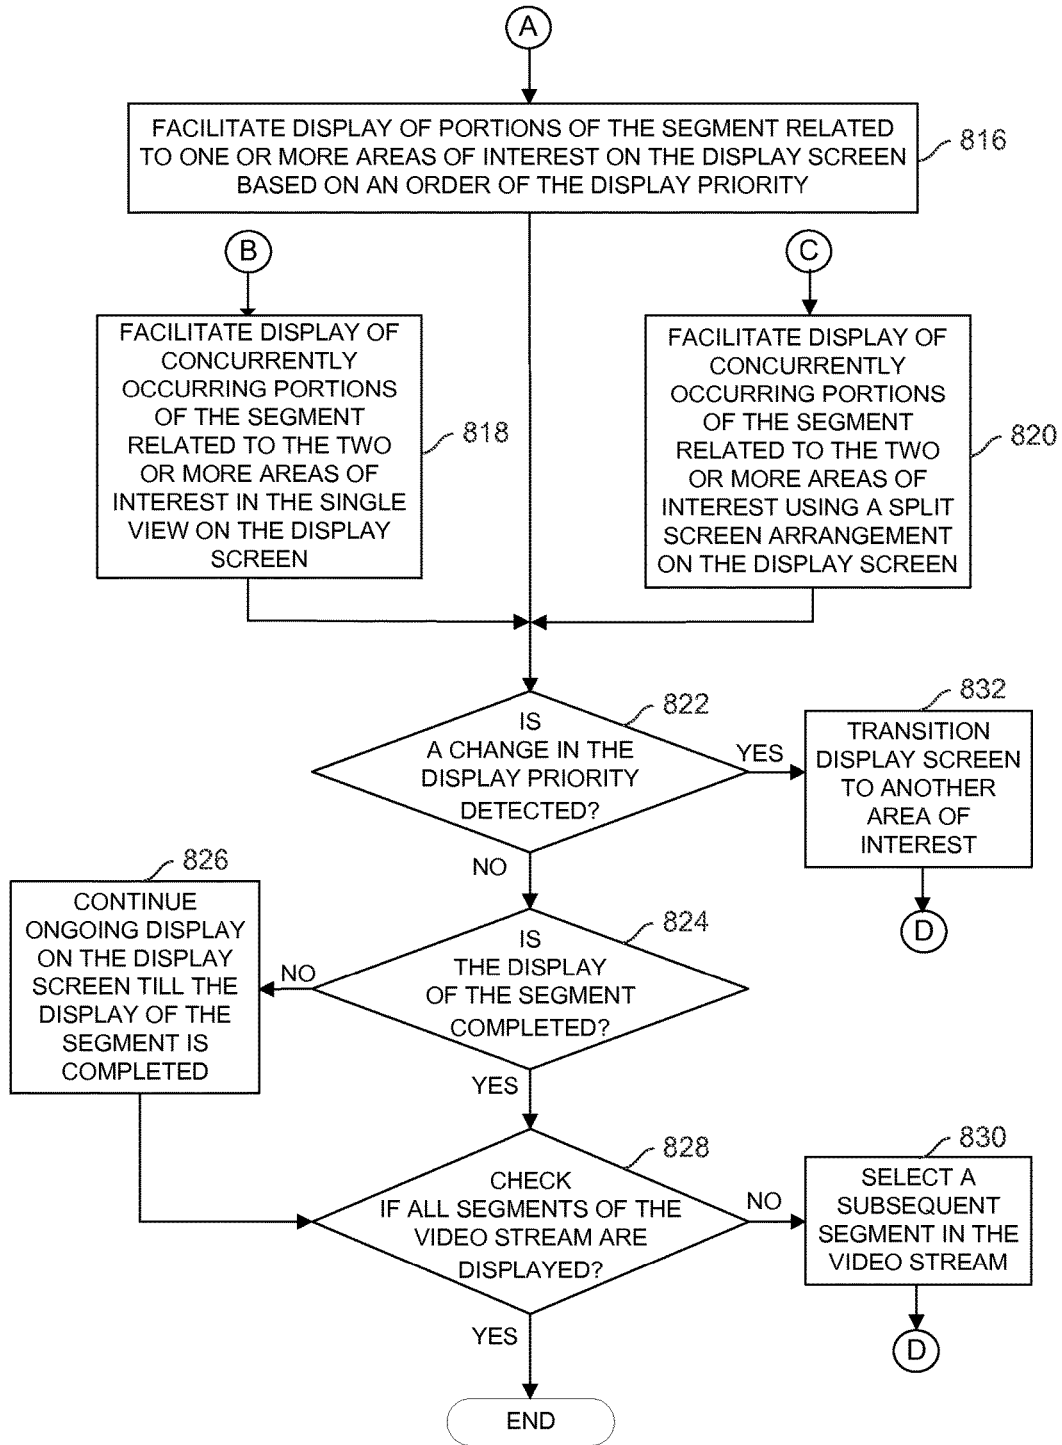 A
FACILITATE DISPLAY OF PORTIONS OF THE SEGMENT RELATED
TO ONE OR MORE AREAS OF INTEREST ON THE DISPLAY SCREEN
BASED ON AN ORDER OF THE DISPLAY PRIORITY
816
B
FACILITATE DISPLAY OF
CONCURRENTLY
OCCURRING PORTIONS
OF THE SEGMENT
RELATED TO THE TWO
OR MORE AREAS OF
INTEREST IN THE SINGLE
VIEW ON THE DISPLAY
SCREEN
818
C
FACILITATE DISPLAY OF
CONCURRENTLY
OCCURRING PORTIONS
OF THE SEGMENT
RELATED TO THE TWO
OR MORE AREAS OF
INTEREST USING A SPLIT
SCREEN ARRANGEMENT
ON THE DISPLAY SCREEN
820
IS
A CHANGE IN THE
DISPLAY PRIORITY
DETECTED?
822
YES
832
TRANSITION
DISPLAY SCREEN
TO ANOTHER
AREA OF
INTEREST
D
NO
826
CONTINUE
ONGOING DISPLAY
ON THE DISPLAY
SCREEN TILL THE
DISPLAY OF THE
SEGMENT IS
COMPLETED
NO
IS
THE DISPLAY
OF THE SEGMENT
COMPLETED?
824
YES
CHECK
IF ALL SEGMENTS OF THE
VIDEO STREAM ARE
DISPLAYED?
828
NO
830
SELECT A
SUBSEQUENT
SEGMENT IN THE
VIDEO STREAM
D
YES
END